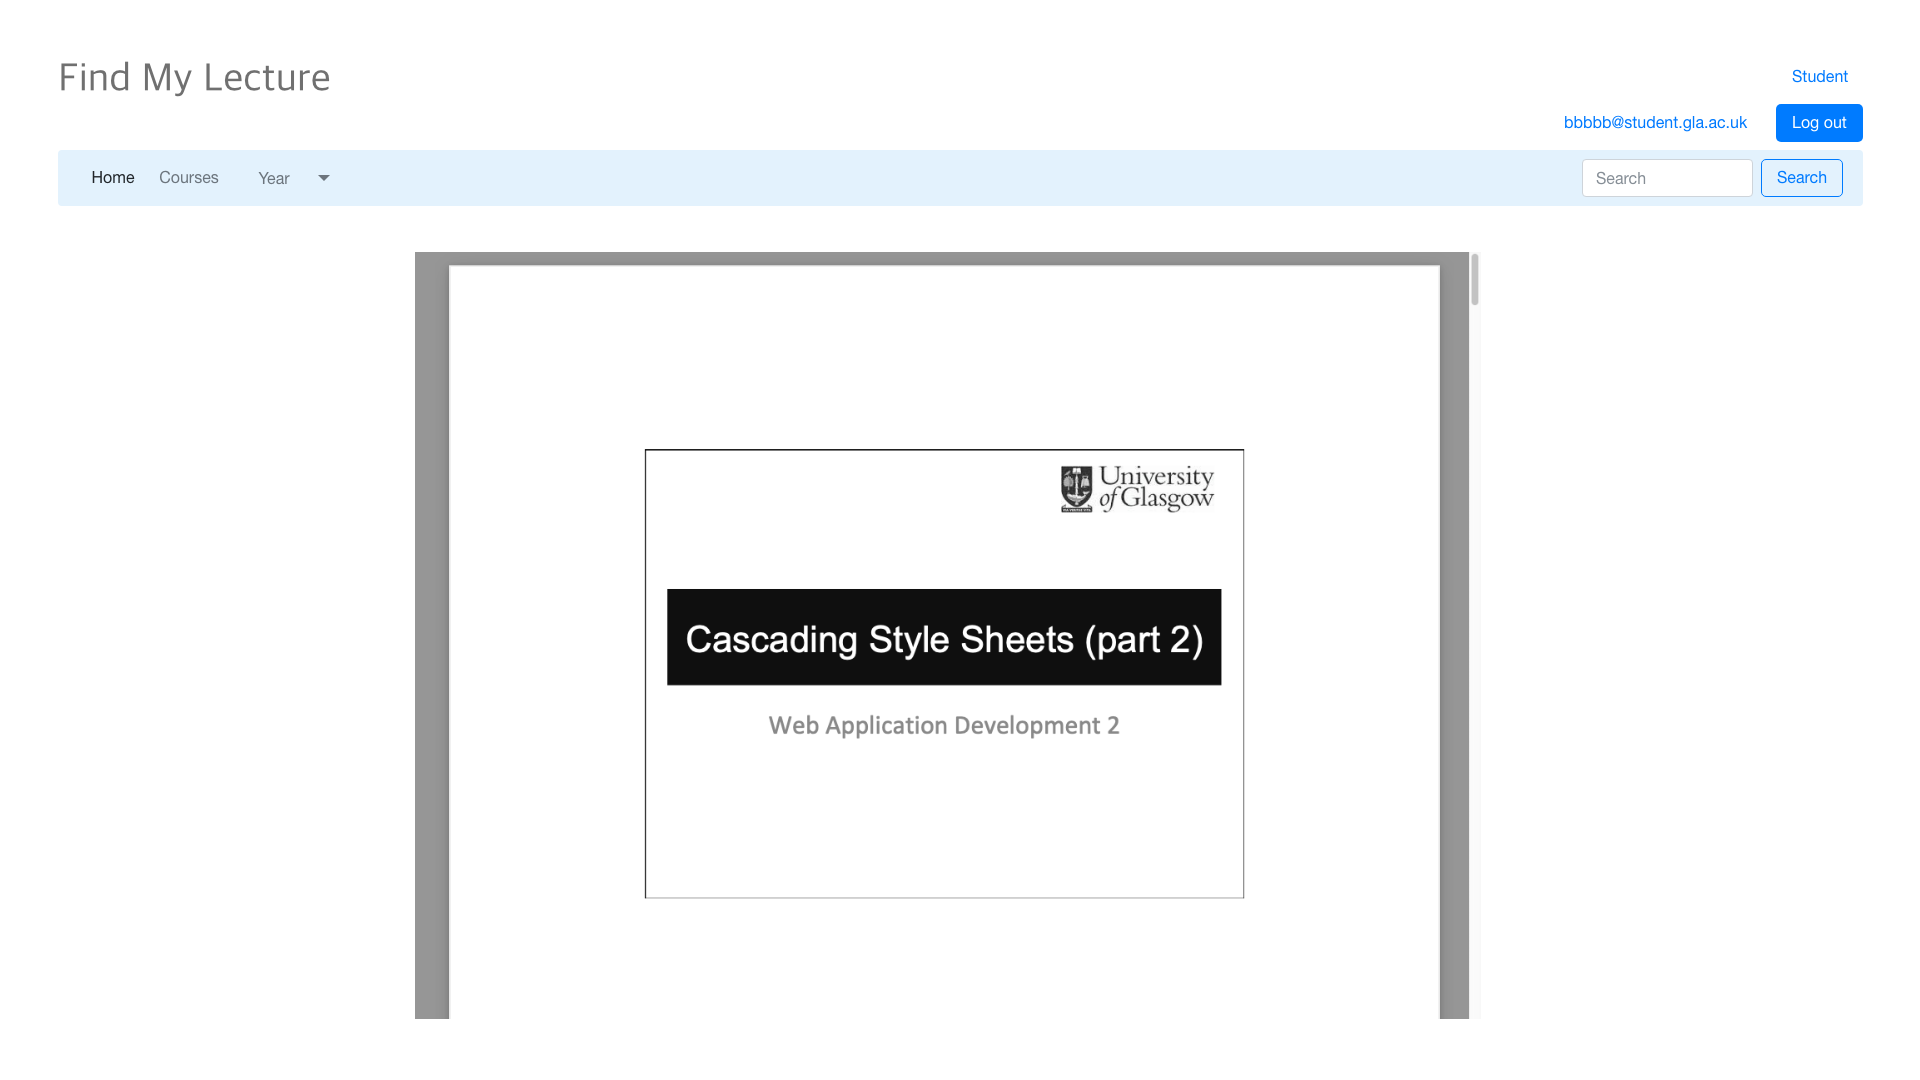 Find My Lecture
Student
bbbbb@student.gla.ac.uk
Log out
Home Courses Year
Search Search
University
of Glasgow
Cascading Style Sheets (part 2)
Web Application Development 2